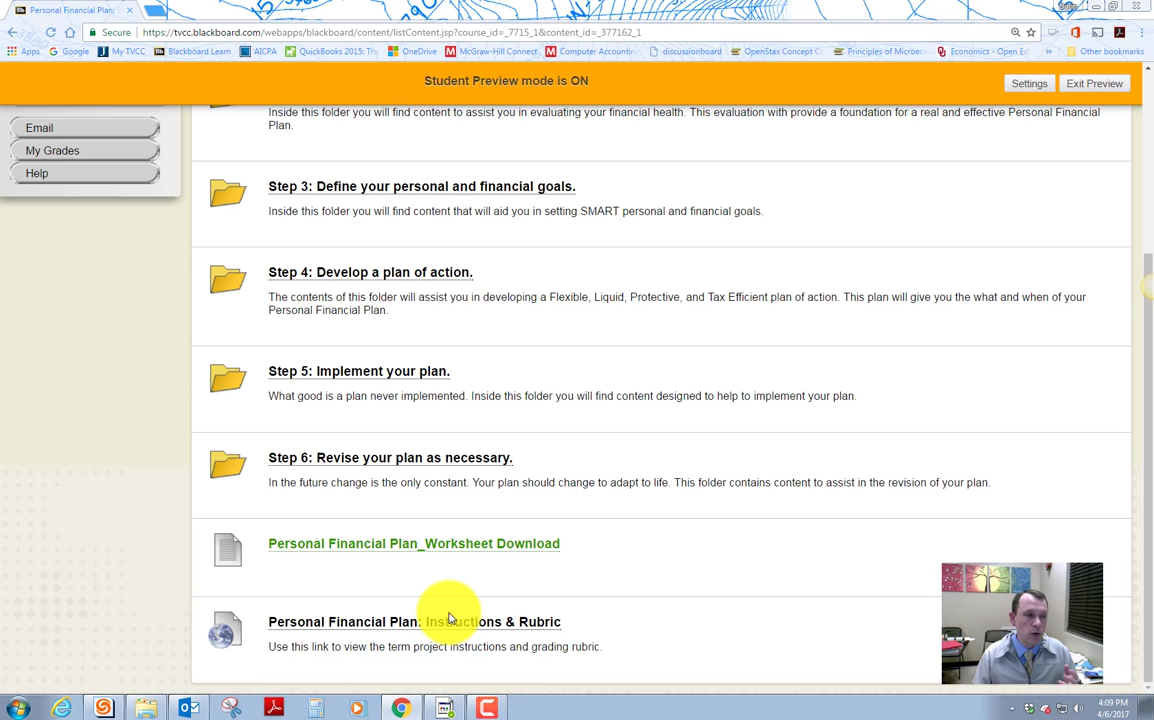 Personal Financial Plan:
Secure
https://tvcc.blackboard.com/webapps/blackboard/content/listContent.jsp?course_id=_7715_1&content_id=_377162_1
Apps Google My TVCC Blackboard Learn AICPA QuickBooks 2015: Th OneDrive McGraw-Hill Connect Computer Accountin discussionboard OpenStax Concept C Principles of Microec Economics - Open Ed Other bookmarks
Student Preview mode is ON
Settings Exit Preview
Email
My Grades
Help
Inside this folder you will find content to assist you in evaluating your financial health. This evaluation with provide a foundation for a real and effective Personal Financial
Plan.
Step 3: Define your personal and financial goals.
Inside this folder you will find content that will aid you in setting SMART personal and financial goals.
Step 4: Develop a plan of action.
The contents of this folder will assist you in developing a Flexible, Liquid, Protective, and Tax Efficient plan of action. This plan will give you the what and when of your
Personal Financial Plan.
Step 5: Implement your plan.
What good is a plan never implemented. Inside this folder you will find content designed to help to implement your plan.
Step 6: Revise your plan as necessary.
In the future change is the only constant. Your plan should change to adapt to life. This folder contains content to assist in the revision of your plan.
Personal Financial Plan_Worksheet Download
Personal Financial Plan: Instructions & Rubric
Use this link to view the term project instructions and grading rubric.
4:09 PM
4/6/2017